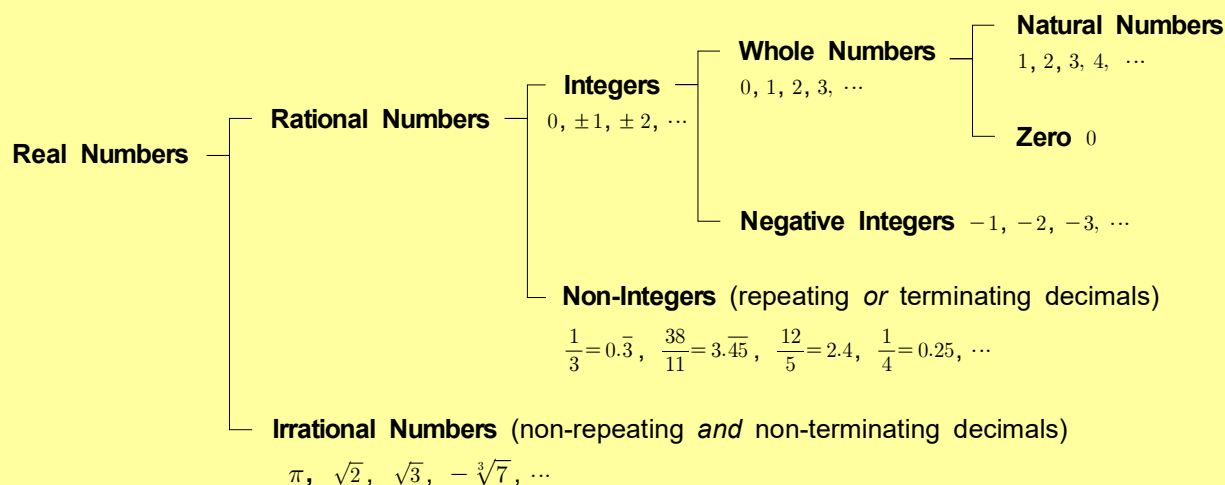 Natural Numbers
1, 2, 3, 4, ⋯
Whole Numbers
0, 1, 2, 3, ⋯
Integers
0, ±1, ±2, ⋯
Rational Numbers
Zero 0
Real Numbers
Negative Integers −1, −2, −3, ⋯
Non-Integers (repeating or terminating decimals)
1/3=0.3̅, 38/11=3.4̅5̅, 12/5=2.4, 1/4=0.25, ⋯
Irrational Numbers (non-repeating and non-terminating decimals)
π, √2, √3, −∛7, ⋯